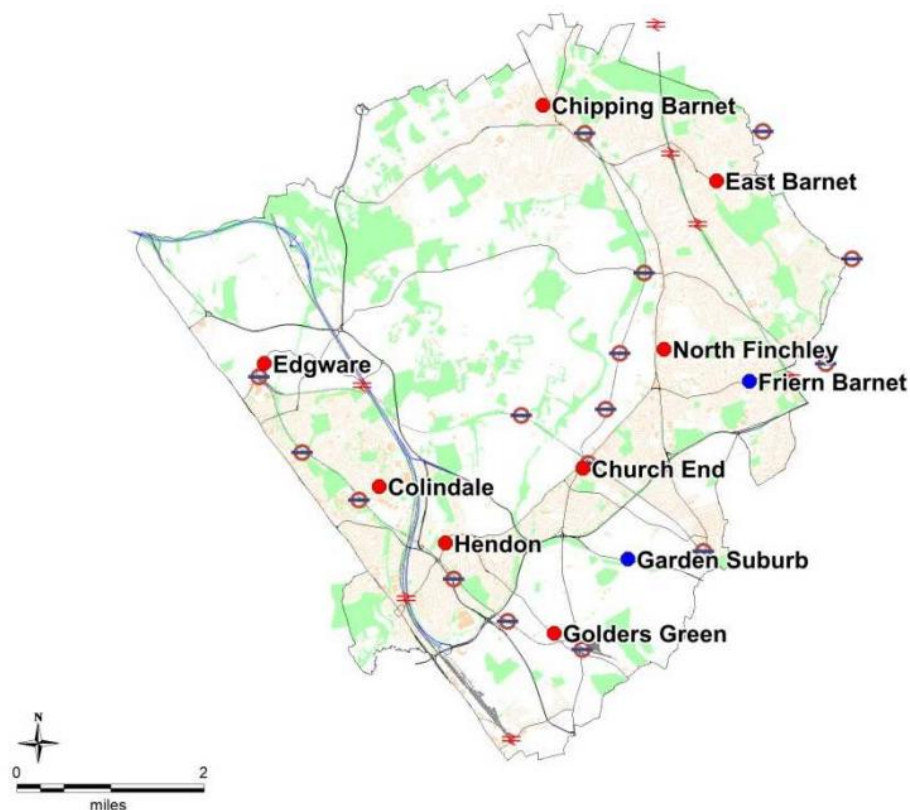 Chipping Barnet
East Barnet
North Finchley
Edgware
Friern Barnet
Church End
Colindale
Hendon
Garden Suburb
Golders Green
N
0 2
miles